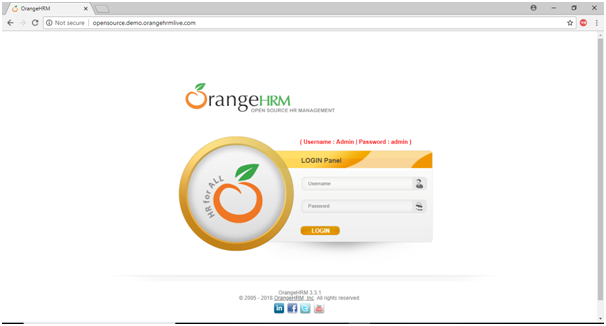 OrangeHRM
Not secure | opensource.demo.orangehrmlive.com
OrangeHRM
OPEN SOURCE HR MANAGEMENT
( Username : Admin | Password : admin )
HR for ALL
LOGIN Panel
Username
Password
LOGIN
OrangeHRM 3.3.1
© 2005 - 2018 OrangeHRM, Inc. All rights reserved.
in f t